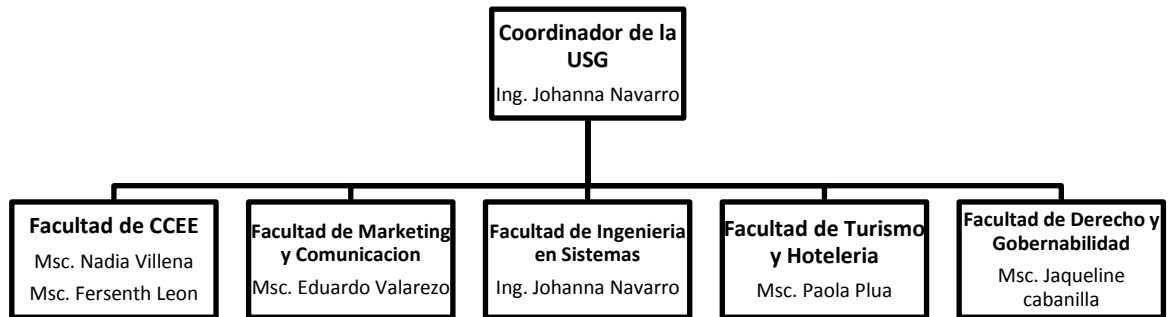 Coordinador de la
USG
Ing. Johanna Navarro
Facultad de CCEE
Msc. Nadia Villena
Msc. Fersenth Leon
Facultad de Marketing
y Comunicacion
Msc. Eduardo Valarezo
Facultad de Ingenieria
en Sistemas
Ing. Johanna Navarro
Facultad de Turismo
y Hoteleria
Msc. Paola Plua
Facultad de Derecho y
Gobernabilidad
Msc. Jaqueline
cabanilla